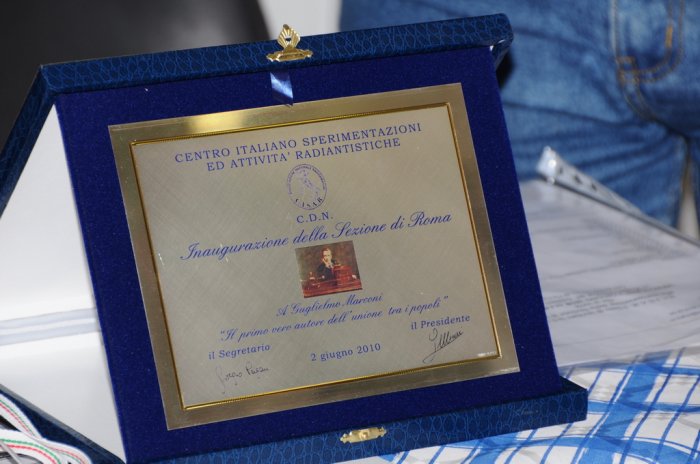 CENTRO ITALIANO SPERIMENTAZIONI
ED ATTIVITA' RADIANTISTICHE
C.I.S.A.R.
C.D.N.
Inaugurazione della Sezione di Roma
A Guglielmo Marconi
"Il primo vero autore dell'unione tra i popoli"
il Segretario
il Presidente
2 giugno 2010